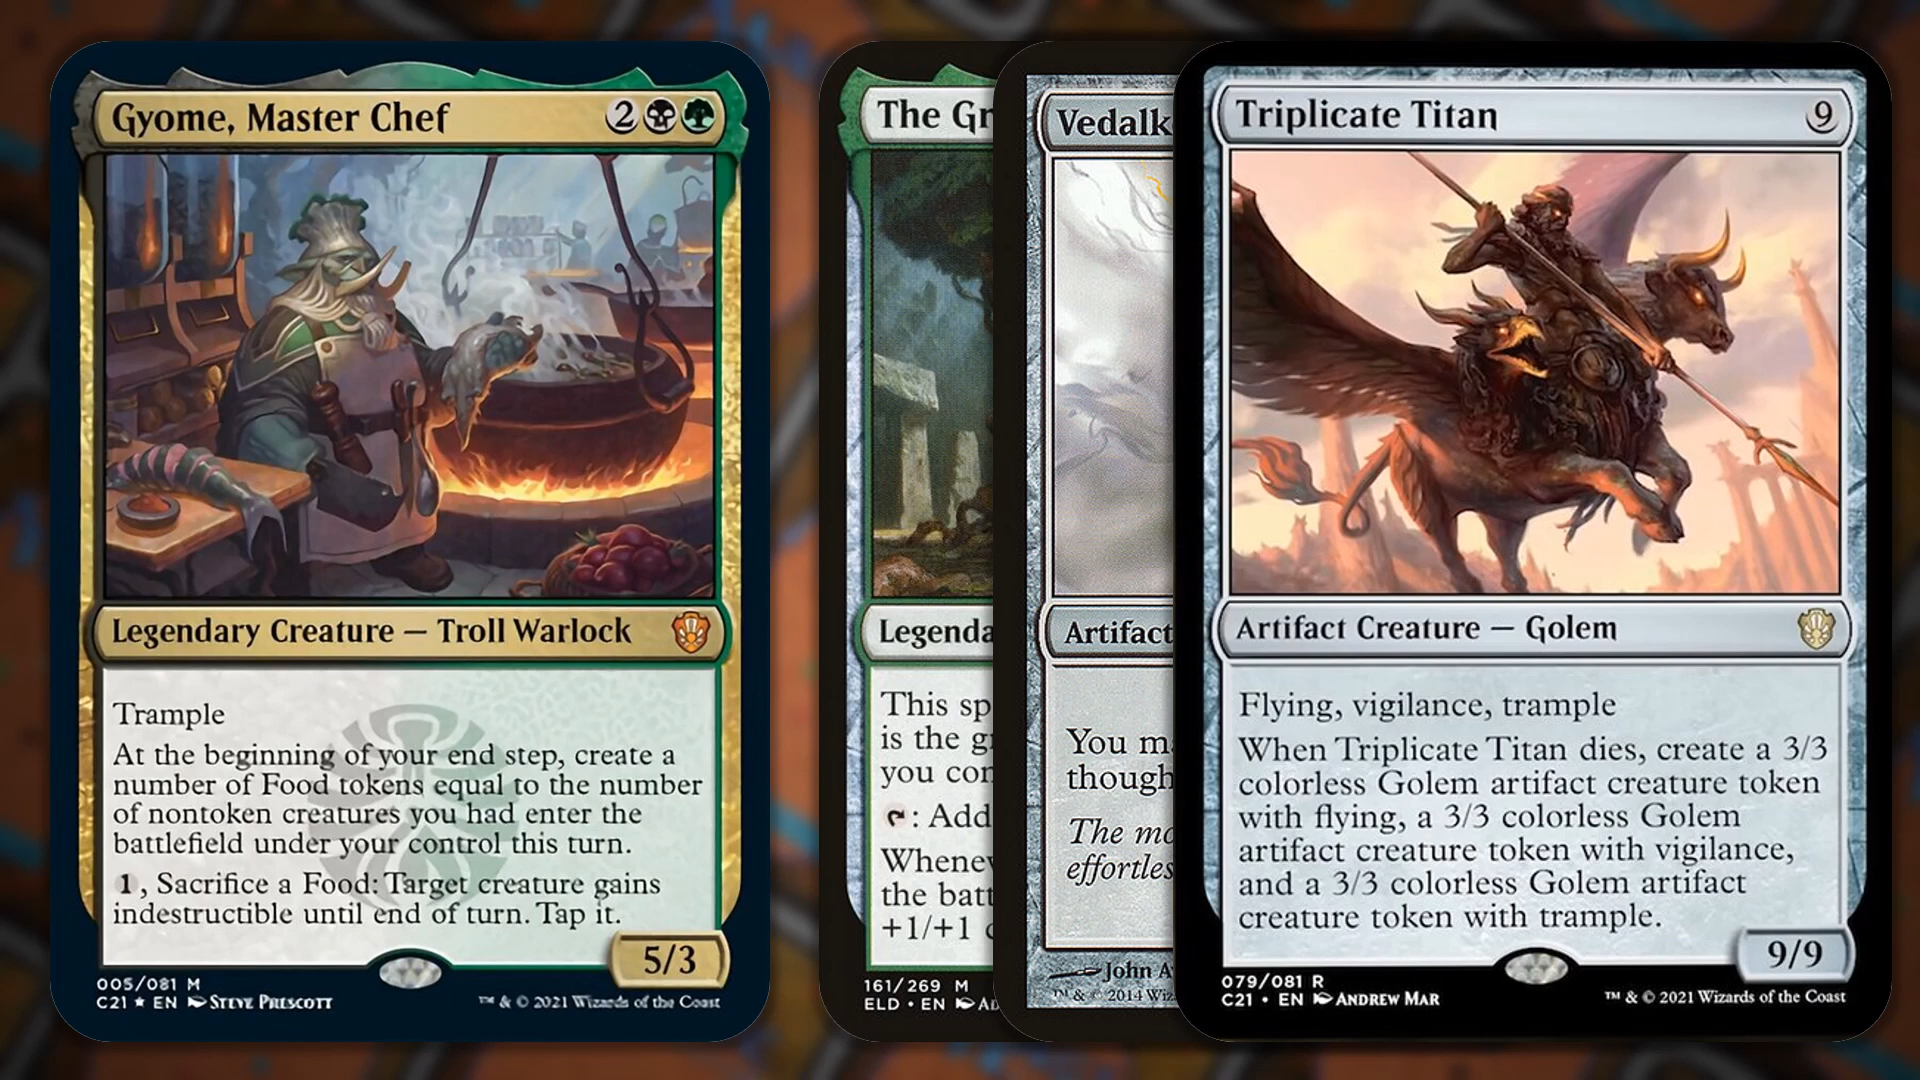 Gyome, Master Chef 2
Legendary Creature — Troll Warlock
Trample
At the beginning of your end step, create a
number of Food tokens equal to the number
of nontoken creatures you had enter the
battlefield under your control this turn.
1, Sacrifice a Food: Target creature gains
indestructible until end of turn. Tap it.
5/3
005/081 M
C21 ★ EN Steve Prescott
™ & © 2021 Wizards of the Coast
The Gr
Legenda
This sp
is the g
you con
: Add
Whenev
the batt
+1/+1 c
161/269 M
ELD • EN AD
Vedalk
Artifact
You m
though
The mo
effortles
John A
™ & © 2014 Wiz
Triplicate Titan 9
Artifact Creature — Golem
Flying, vigilance, trample
When Triplicate Titan dies, create a 3/3
colorless Golem artifact creature token
with flying, a 3/3 colorless Golem
artifact creature token with vigilance,
and a 3/3 colorless Golem artifact
creature token with trample.
9/9
079/081 R
C21 • EN Andrew Mar
™ & © 2021 Wizards of the Coast